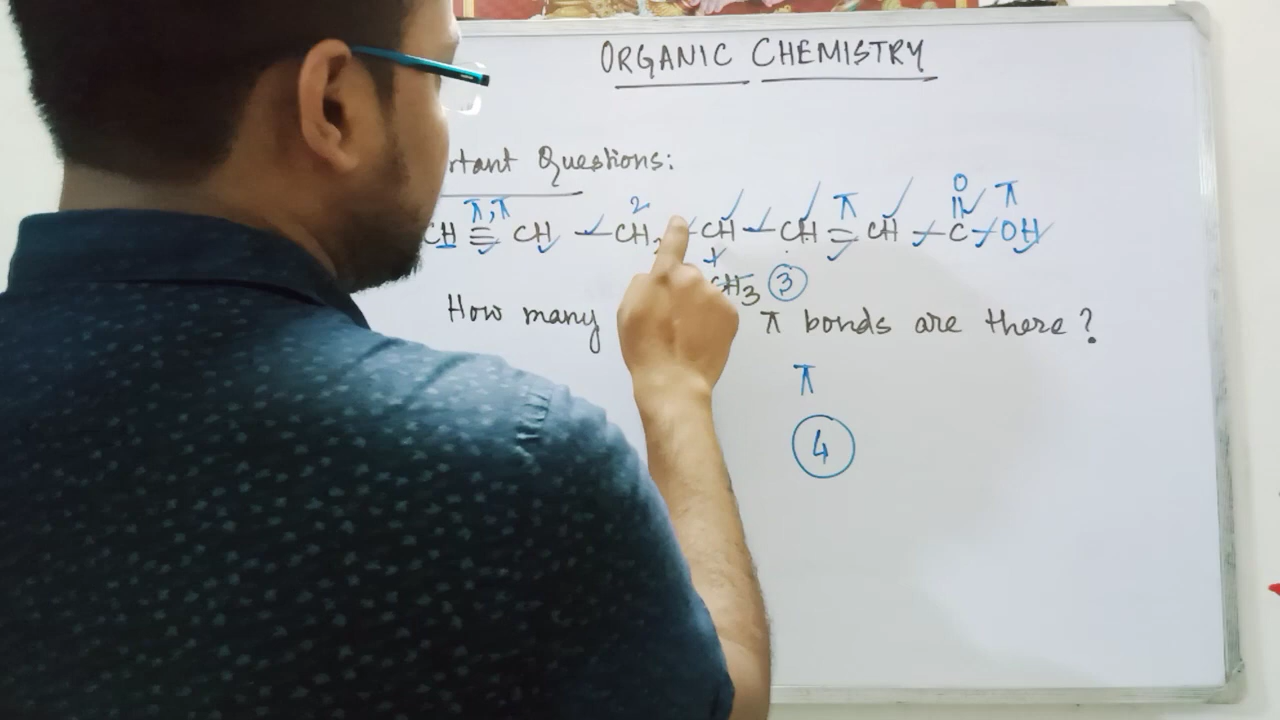 ORGANIC CHEMISTRY
rtant Questions:
π,π 2 π O π
CH ≡ CH - CH₂ - CH - CH = CH - C - OH
CH₃ 3
How many π bonds are there?
π
4